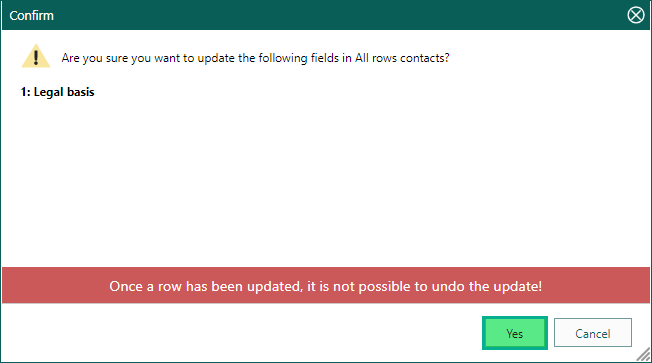 Confirm
Are you sure you want to update the following fields in All rows contacts?
1: Legal basis
Once a row has been updated, it is not possible to undo the update!
Yes
Cancel